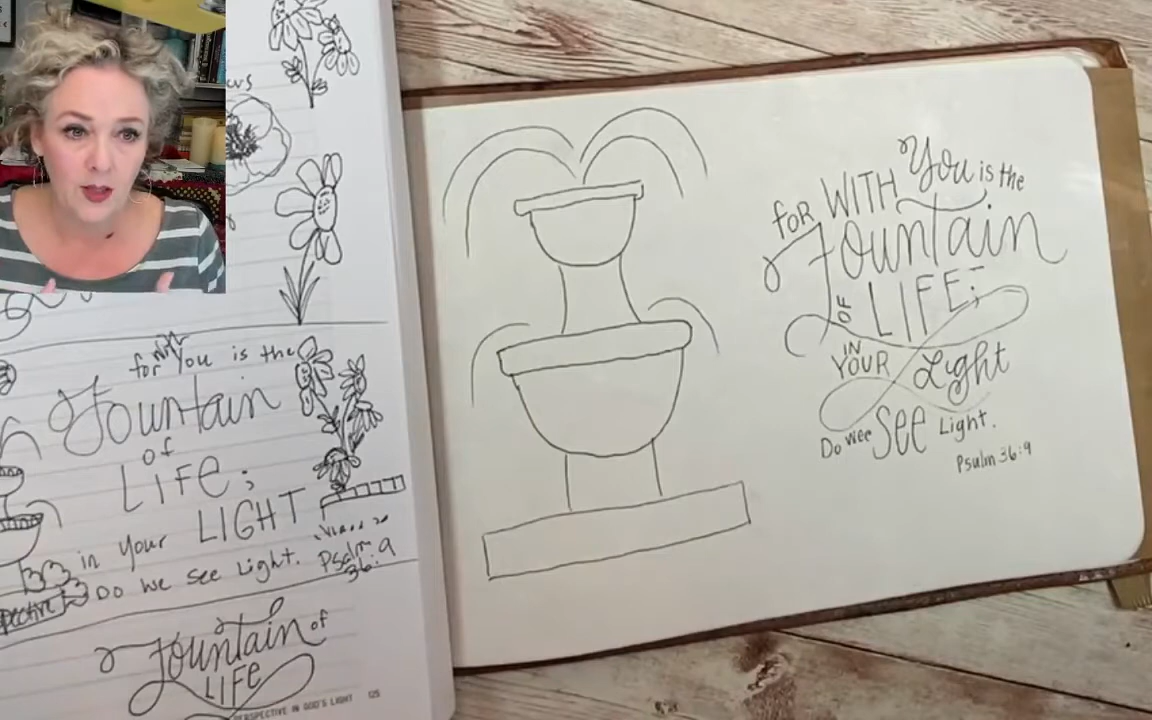 cus
for with You is the
Fountain
of
LIFE;
in your LIGHT
Do we see Light.
Psalm
36:9
Fountain of
LIFE
PERSPECTIVE IN GOD'S LIGHT 125
FOR WITH You is the
Fountain
OF LIFE;
IN YOUR Light
Do wee SEE Light.
Psalm 36:9